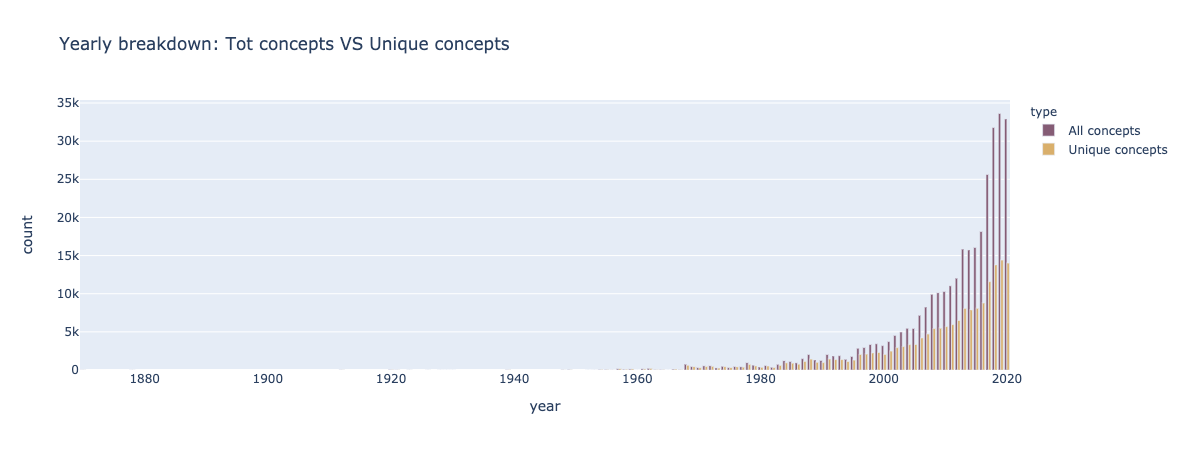 Yearly breakdown: Tot concepts VS Unique concepts
35k
30k
25k
20k
15k
10k
5k
0
count
1880 1900 1920 1940 1960 1980 2000 2020
year
type
All concepts
Unique concepts